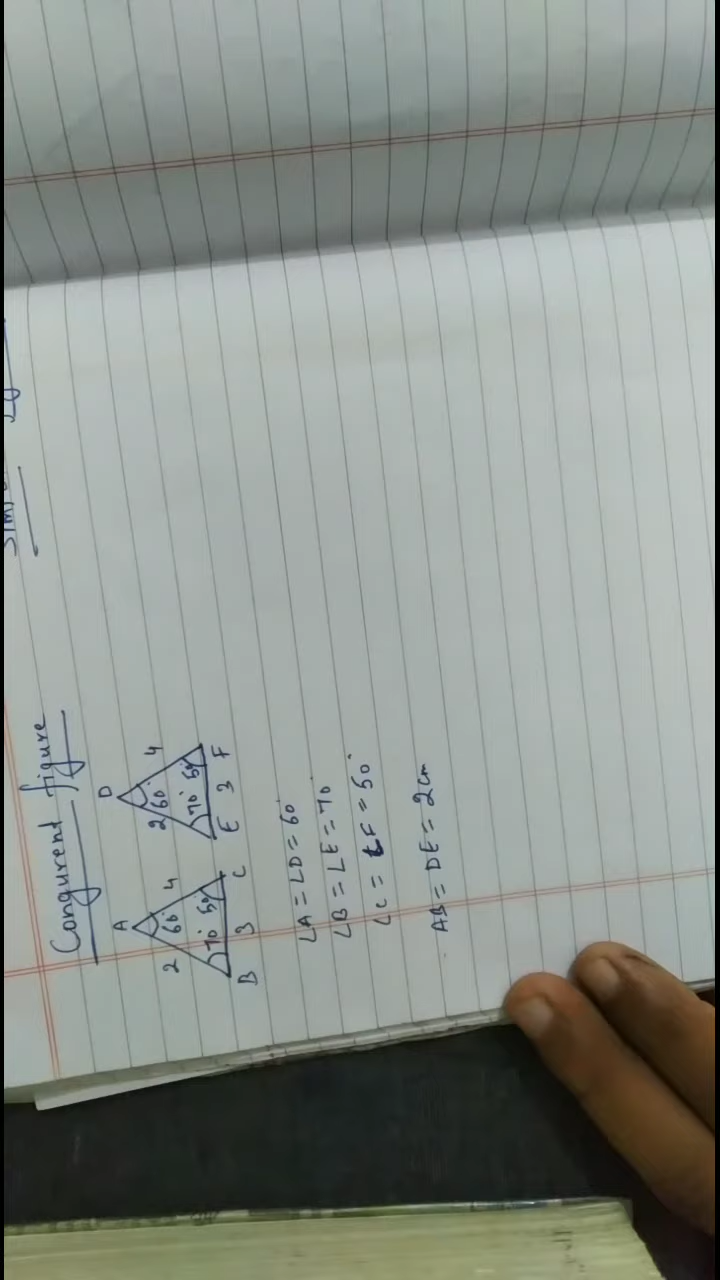 Congurent figure
A D
2 60° 4 2 60° 4
70° 50° 70° 50°
B 3 C E 3 F
∠A = ∠D = 60°
∠B = ∠E = 70°
∠C = ∠F = 50°
AB = DE = 2cm